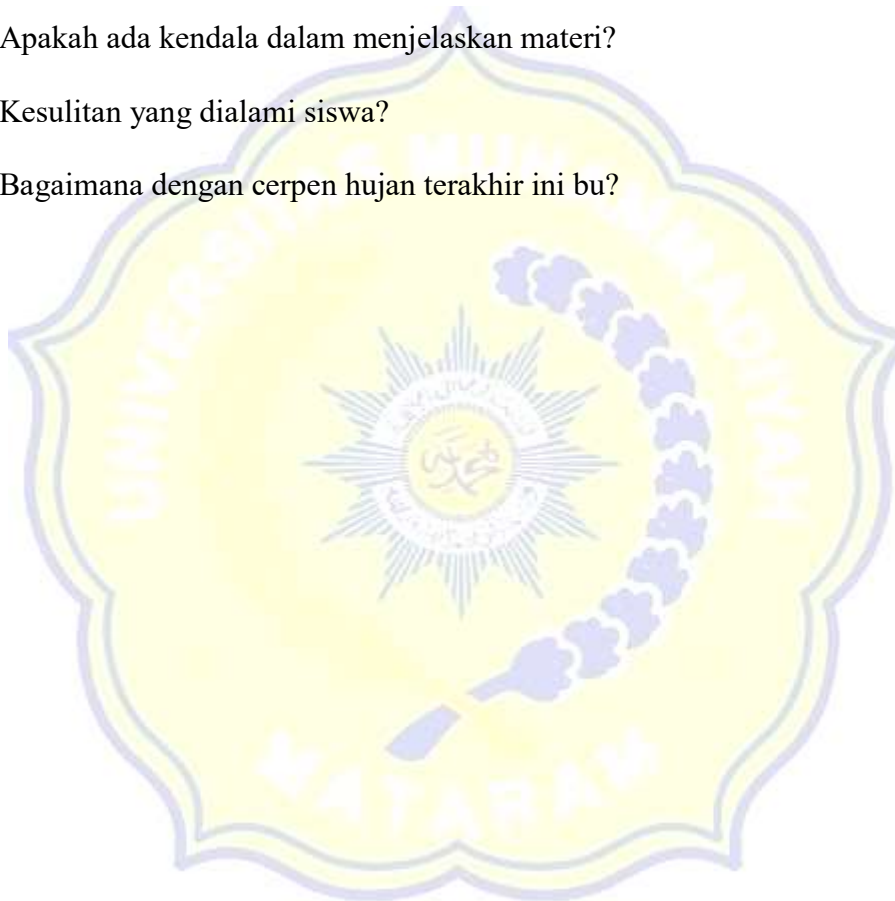 Apakah ada kendala dalam menjelaskan materi?
Kesulitan yang dialami siswa?
Bagaimana dengan cerpen hujan terakhir ini bu?
UNIVERSITAS MUHAMMADIYAH
MATARAM